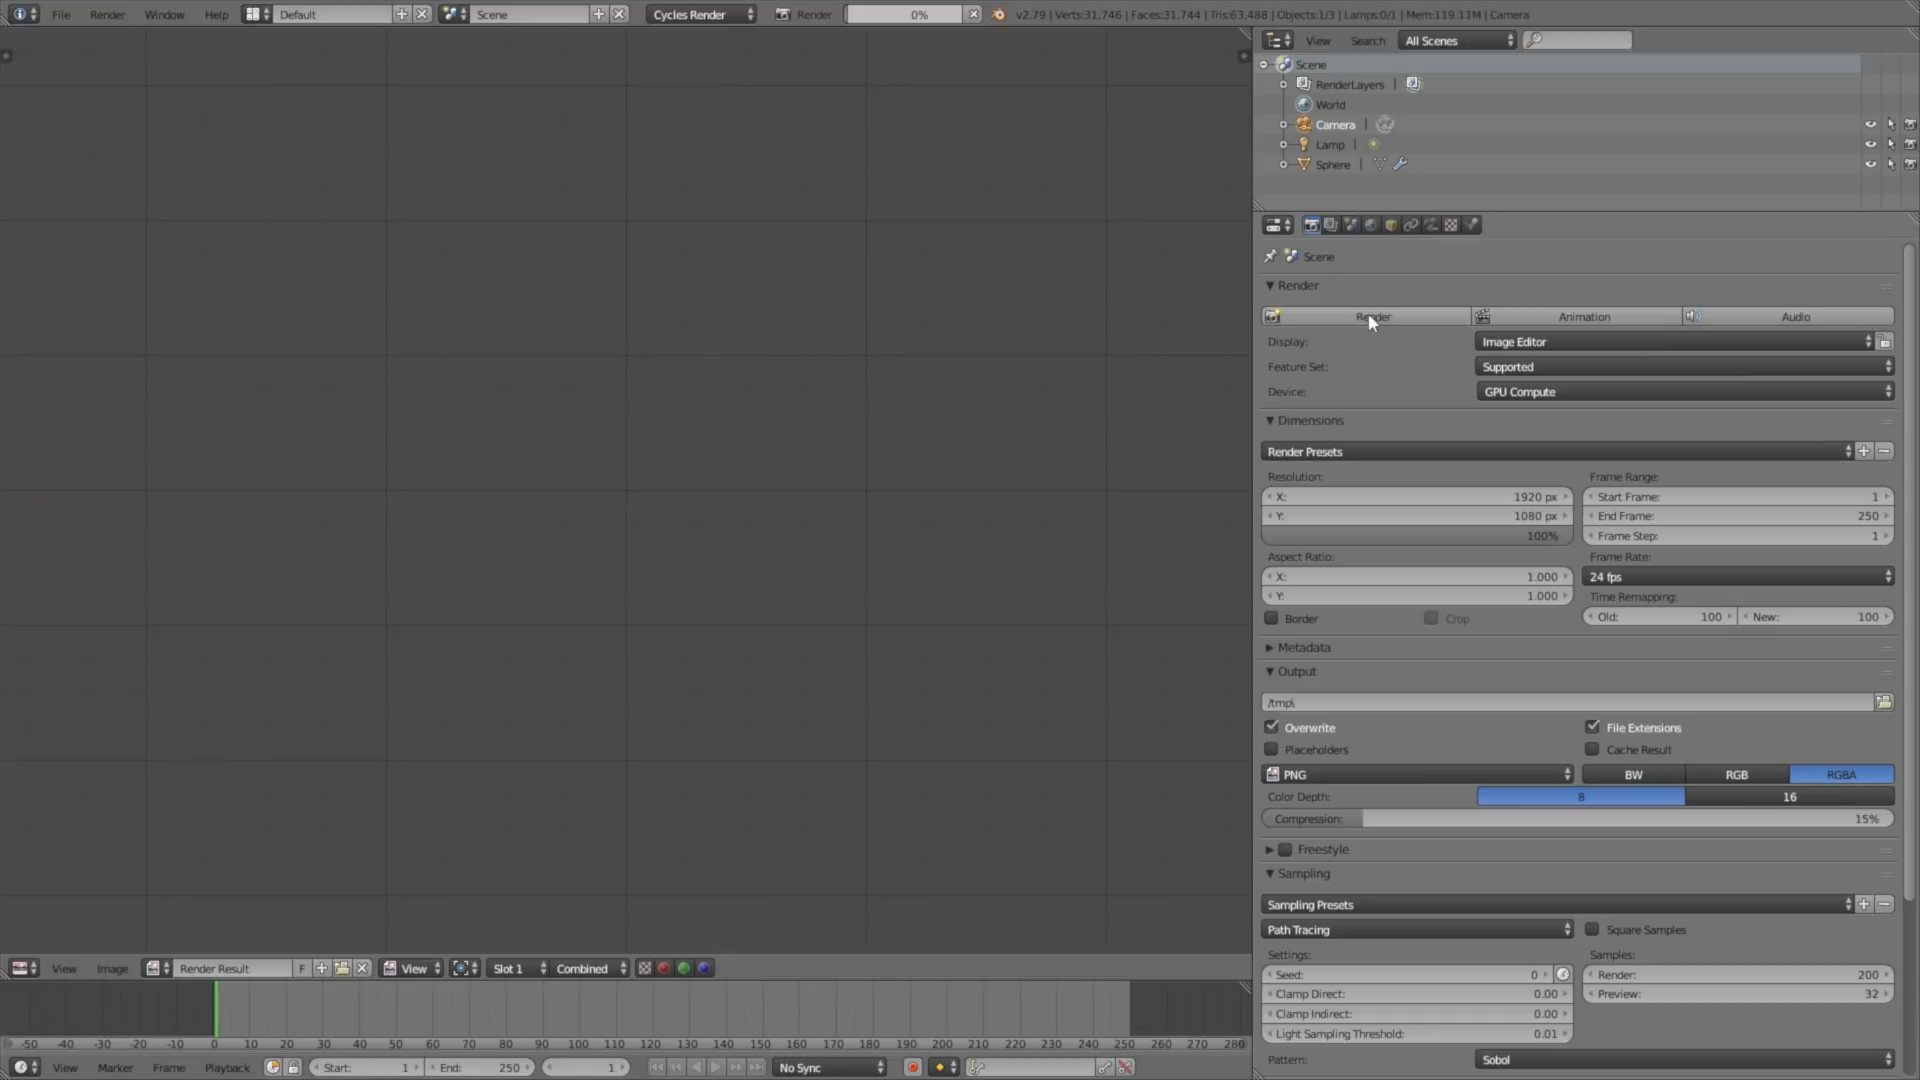 File Render Window Help Default Scene Cycles Render Render 0% v2.79 | Verts:31,746 | Faces:31,744 | Tris:63,488 | Objects:1/3 | Lamps:0/1 | Mem:119.11M | Camera
View Search All Scenes
Scene
RenderLayers
World
Camera
Lamp
Sphere
Scene
Render
Render Animation Audio
Display: Image Editor
Feature Set: Supported
Device: GPU Compute
Dimensions
Render Presets
Resolution: Frame Range:
X: 1920 px Start Frame: 1
Y: 1080 px End Frame: 250
100% Frame Step: 1
Aspect Ratio: Frame Rate:
X: 1.000 24 fps
Y: 1.000 Time Remapping:
Border Crop Old: 100 New: 100
Metadata
Output
/tmp\
Overwrite File Extensions
Placeholders Cache Result
PNG BW RGB RGBA
Color Depth: 8 16
Compression: 15%
Freestyle
Sampling
Sampling Presets
Path Tracing Square Samples
Settings: Samples:
Seed: 0 Render: 200
Clamp Direct: 0.00 Preview: 32
Clamp Indirect: 0.00
Light Sampling Threshold: 0.01
Pattern: Sobol
View Image Render Result F View Slot 1 Combined
-50 -40 -30 -20 -10 0 10 20 30 40 50 60 70 80 90 100 110 120 130 140 150 160 170 180 190 200 210 220 230 240 250 260 270 280
View Marker Frame Playback Start: 1 End: 250 1 No Sync